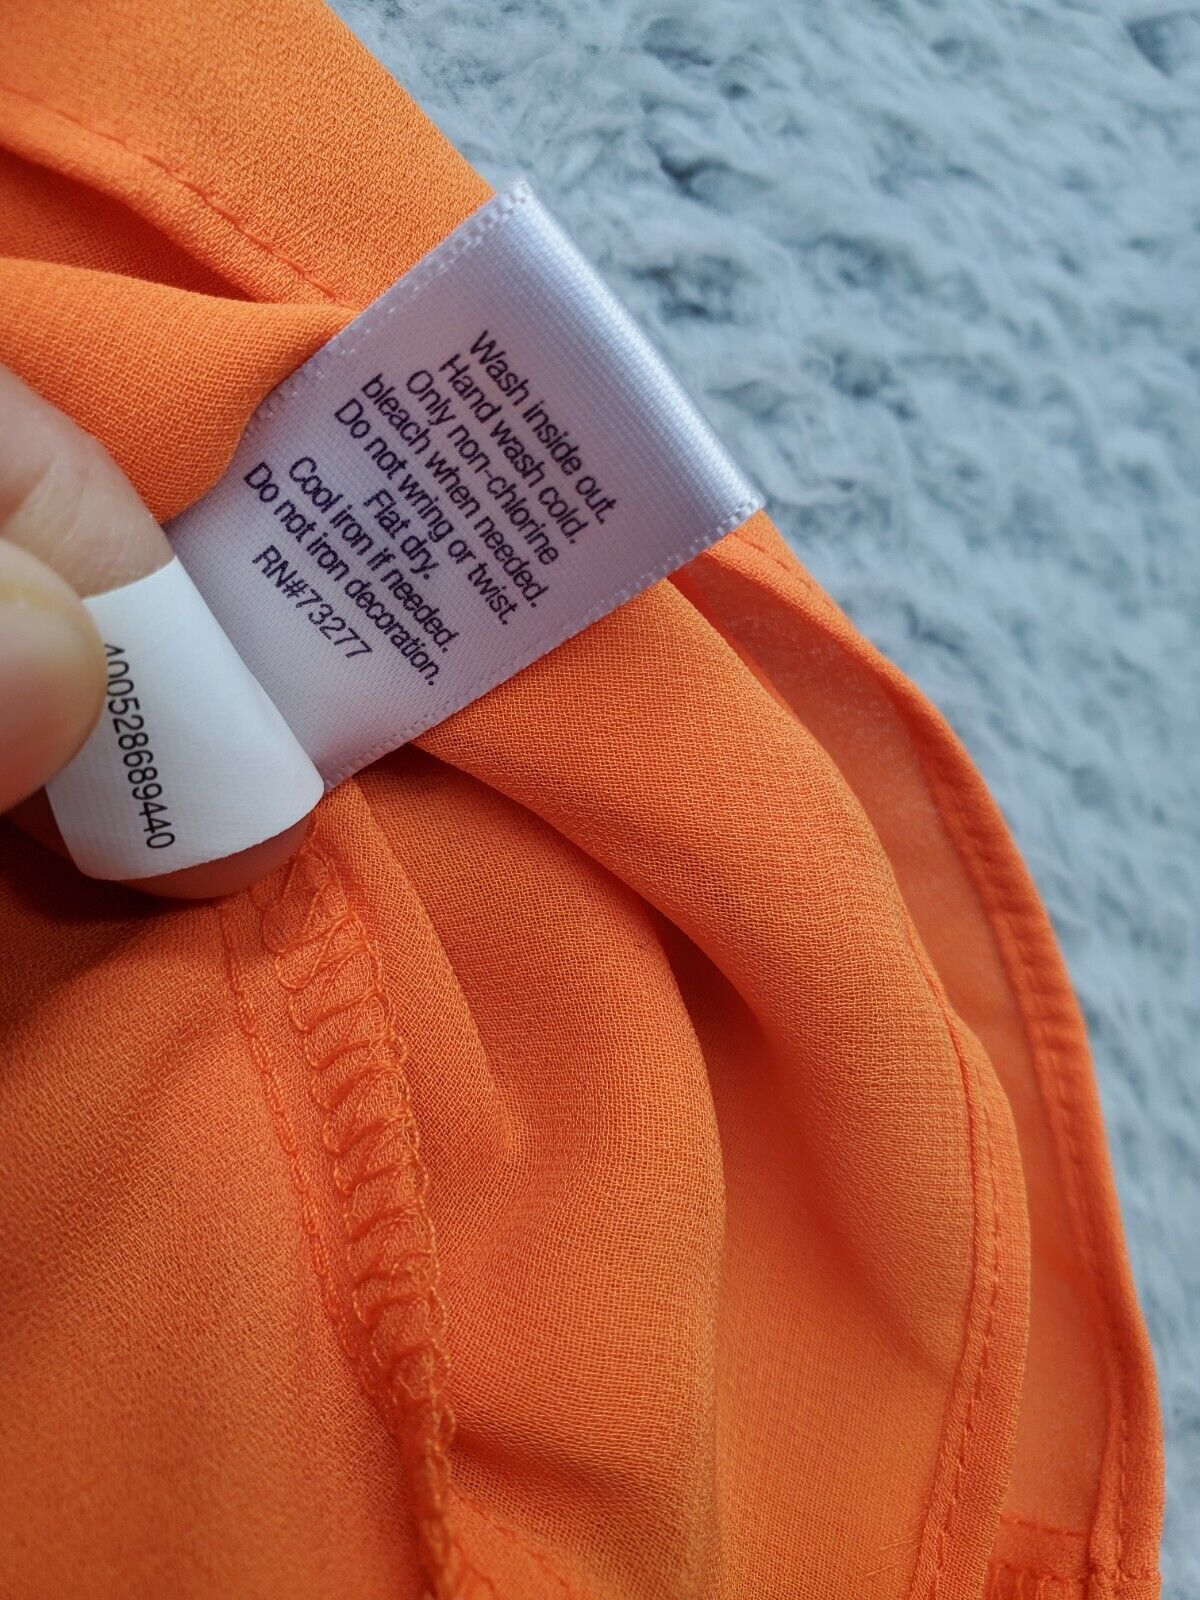 Wash inside out.
Hand wash cold.
Only non-chlorine
bleach when needed.
Do not wring or twist.
Flat dry.
Cool iron if needed.
Do not iron decoration.
RN#73277
400528689440